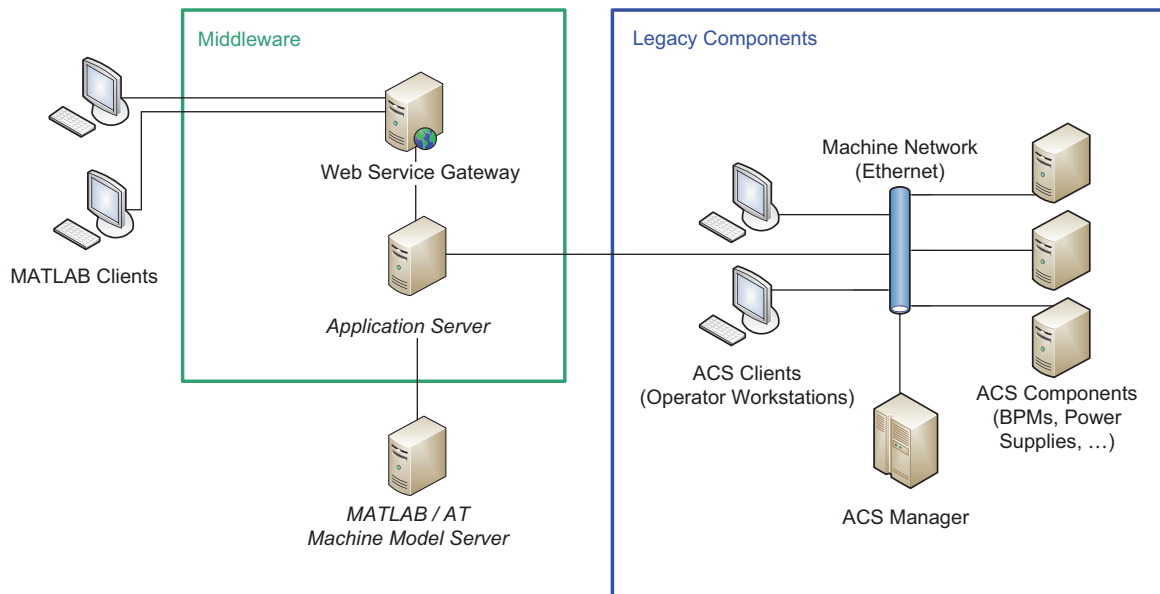 Middleware
Legacy Components
Web Service Gateway
MATLAB Clients
Application Server
MATLAB / AT
Machine Model Server
Machine Network
(Ethernet)
ACS Clients
(Operator Workstations)
ACS Components
(BPMs, Power
Supplies, …)
ACS Manager